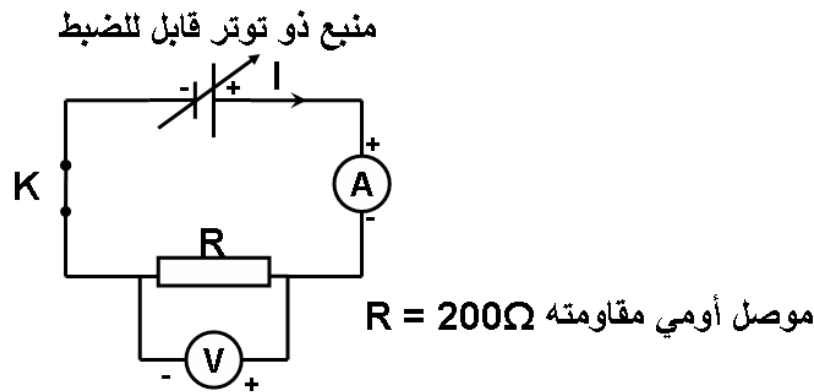 منبع ذو توتر قابل للضبط
- + I
+
K
A
-
R
موصل أومي مقاومته R = 200Ω
V
- +